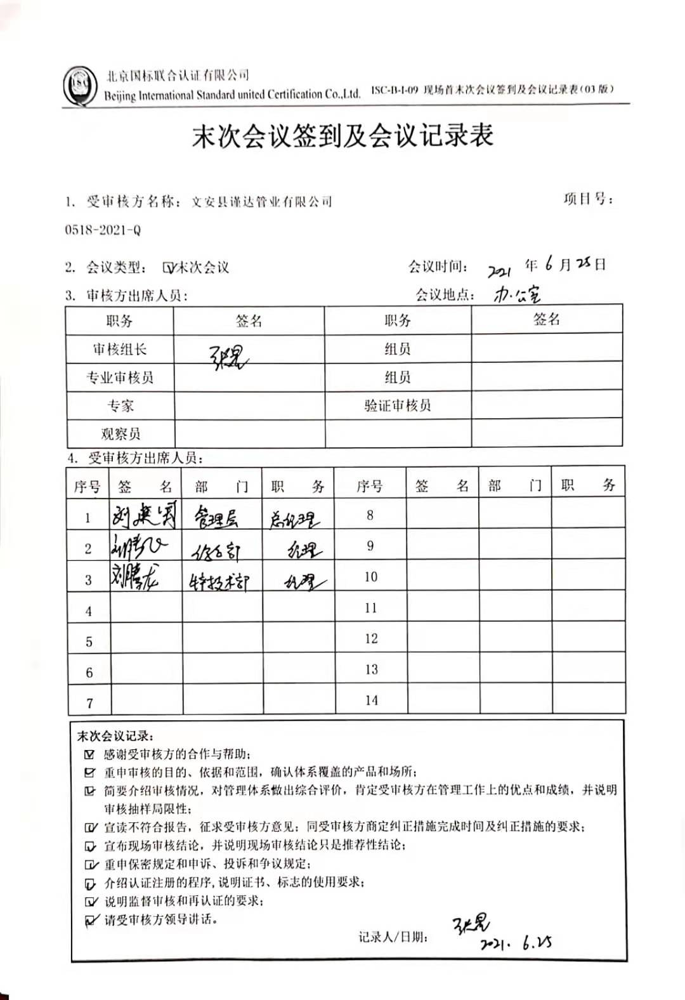 ISC
北京国标联合认证有限公司
Beijing International Standard united Certification Co.,Ltd. ISC-B-I-09 现场首末次会议签到及会议记录表(03版)
末次会议签到及会议记录表
1. 受审核方名称：文安县谨达管业有限公司 项目号：
0518-2021-Q
2. 会议类型： ☑末次会议 会议时间： 2021 年 6 月 25 日
3. 审核方出席人员： 会议地点： 办公室
职务 签名 职务 签名
审核组长 组员
专业审核员 组员
专家 验证审核员
观察员
4. 受审核方出席人员：
序号 签 名 部 门 职 务 序号 签 名 部 门 职 务
1 管理层 总经理 8
2 刘腾飞 综合部 经理 9
3 刘腾龙 技术部 经理 10
4 11
5 12
6 13
7 14
末次会议记录：
☑ 感谢受审核方的合作与帮助；
☑ 重申审核的目的、依据和范围，确认体系覆盖的产品和场所；
☑ 简要介绍审核情况，对管理体系做出综合评价，肯定受审核方在管理工作上的优点和成绩，并说明
审核抽样局限性；
☑ 宣读不符合报告，征求受审核方意见；同受审核方商定纠正措施完成时间及纠正措施的要求；
☑ 宣布现场审核结论，并说明现场审核结论只是推荐性结论；
☑ 重申保密规定和申诉、投诉和争议规定；
☑ 介绍认证注册的程序,说明证书、标志的使用要求；
☑ 说明监督审核和再认证的要求；
☑ 请受审核方领导讲话。
记录人/日期：
2021. 6.25